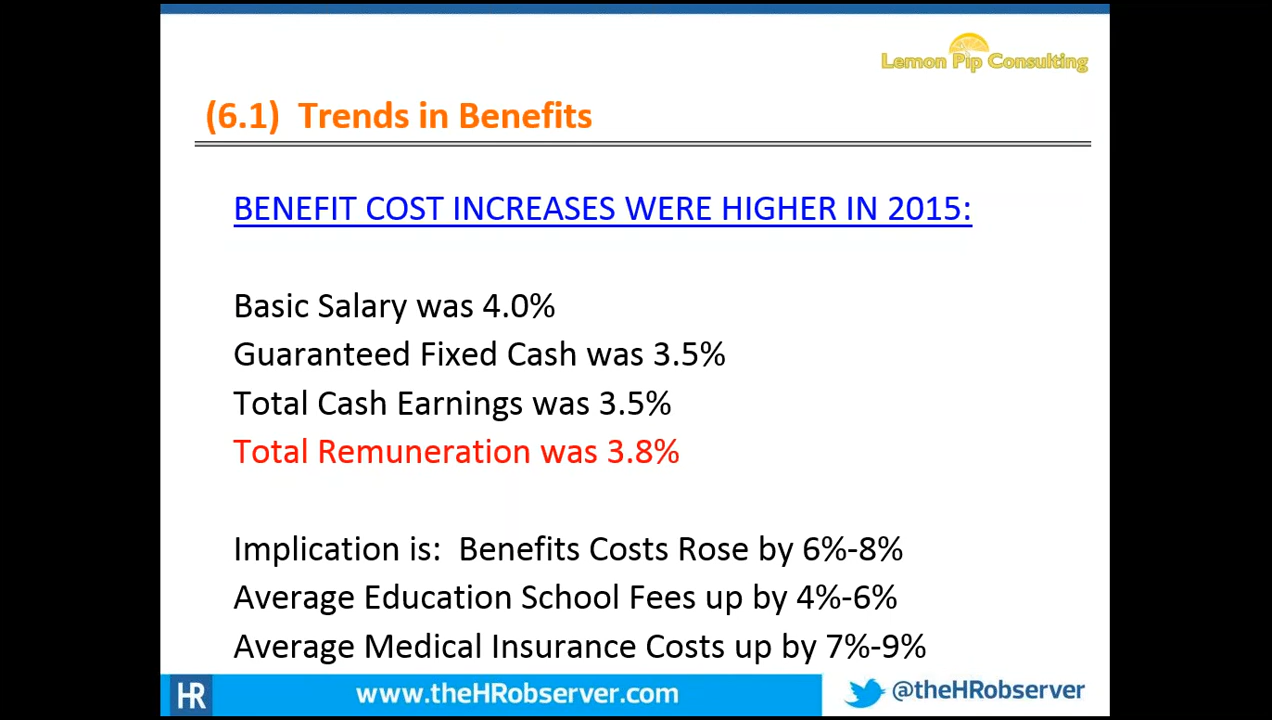 Lemon Pip Consulting
(6.1) Trends in Benefits
BENEFIT COST INCREASES WERE HIGHER IN 2015:
Basic Salary was 4.0%
Guaranteed Fixed Cash was 3.5%
Total Cash Earnings was 3.5%
Total Remuneration was 3.8%
Implication is: Benefits Costs Rose by 6%-8%
Average Education School Fees up by 4%-6%
Average Medical Insurance Costs up by 7%-9%
HR www.theHRobserver.com @theHRobserver